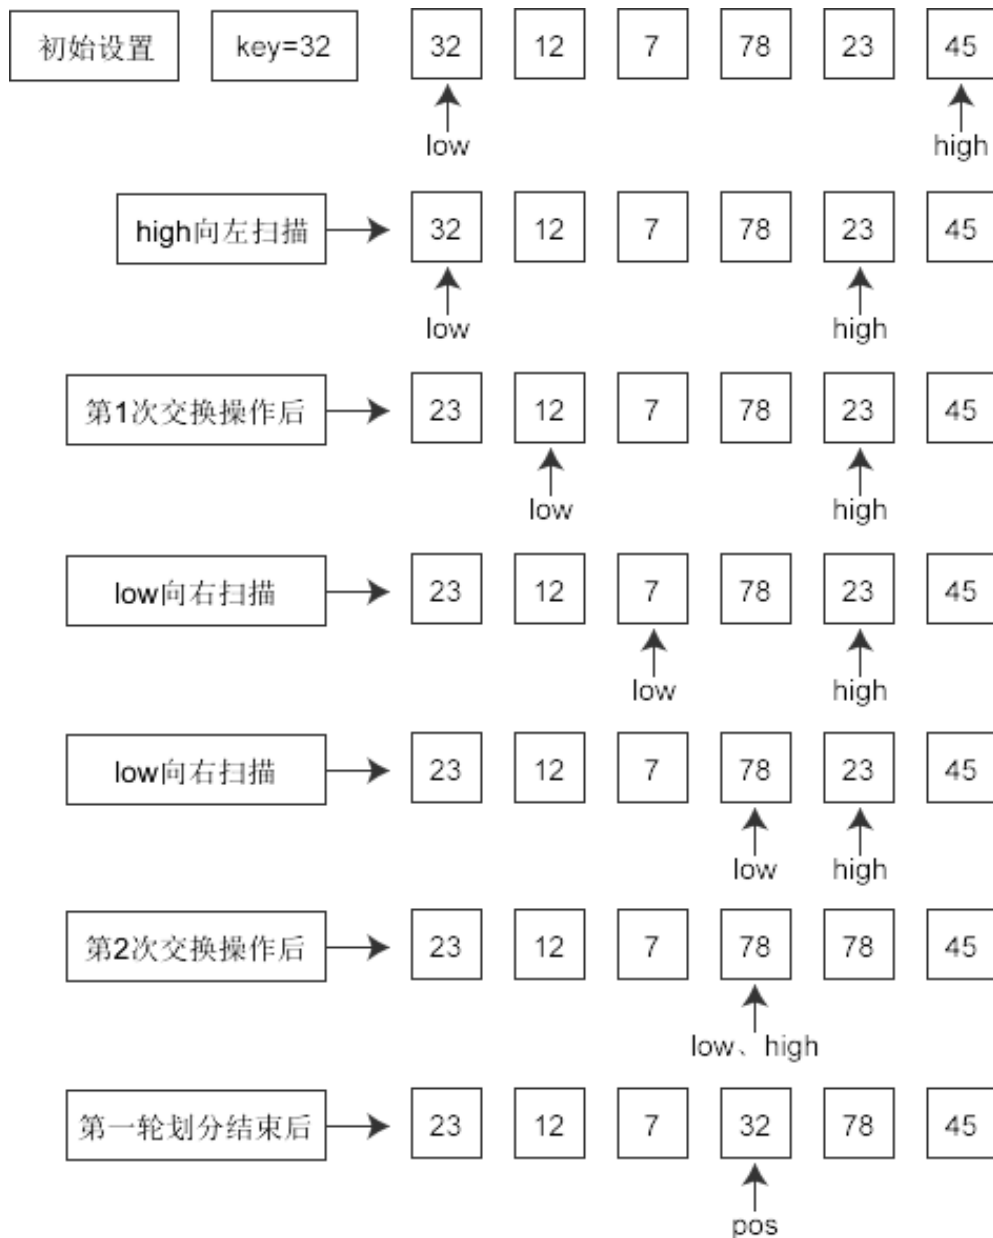 初始设置 key=32 32 12 7 78 23 45
low high
high向左扫描 32 12 7 78 23 45
low high
第1次交换操作后 23 12 7 78 23 45
low high
low向右扫描 23 12 7 78 23 45
low high
low向右扫描 23 12 7 78 23 45
low high
第2次交换操作后 23 12 7 78 78 45
low、high
第一轮划分结束后 23 12 7 32 78 45
pos